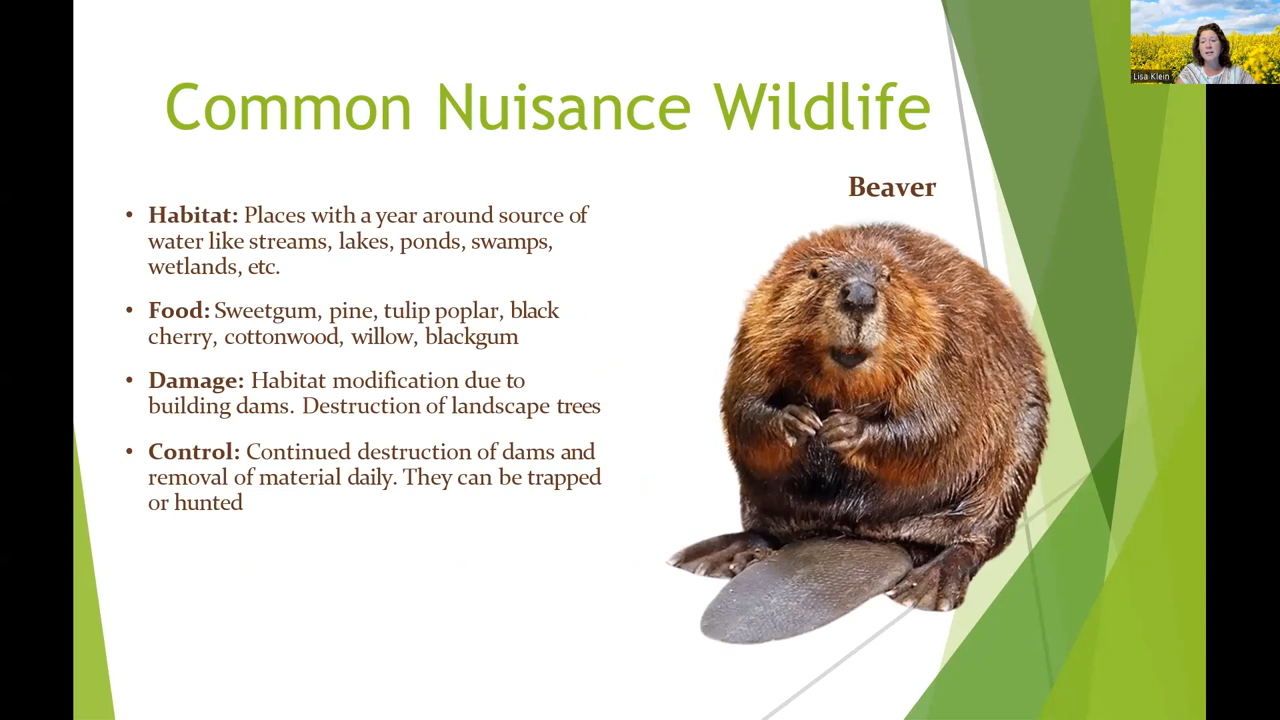 Common Nuisance Wildlife
Lisa Klein
Beaver
• Habitat: Places with a year around source of
water like streams, lakes, ponds, swamps,
wetlands, etc.
• Food: Sweetgum, pine, tulip poplar, black
cherry, cottonwood, willow, blackgum
• Damage: Habitat modification due to
building dams. Destruction of landscape trees
• Control: Continued destruction of dams and
removal of material daily. They can be trapped
or hunted